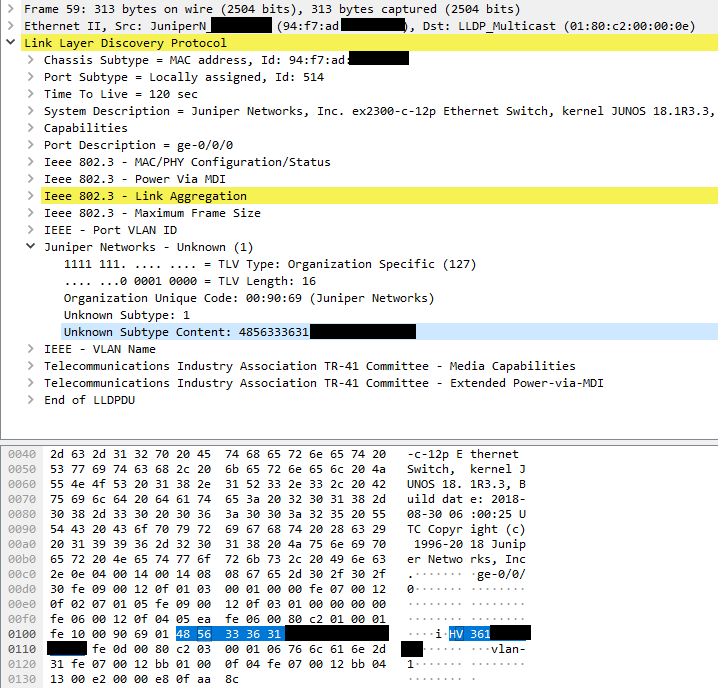 Frame 59: 313 bytes on wire (2504 bits), 313 bytes captured (2504 bits)
Ethernet II, Src: JuniperN_ (94:f7:ad: ), Dst: LLDP_Multicast (01:80:c2:00:00:0e)
Link Layer Discovery Protocol
Chassis Subtype = MAC address, Id: 94:f7:ad:
Port Subtype = Locally assigned, Id: 514
Time To Live = 120 sec
System Description = Juniper Networks, Inc. ex2300-c-12p Ethernet Switch, kernel JUNOS 18.1R3.3,
Capabilities
Port Description = ge-0/0/0
Ieee 802.3 - MAC/PHY Configuration/Status
Ieee 802.3 - Power Via MDI
Ieee 802.3 - Link Aggregation
Ieee 802.3 - Maximum Frame Size
IEEE - Port VLAN ID
Juniper Networks - Unknown (1)
1111 111. .... .... = TLV Type: Organization Specific (127)
.... ...0 0001 0000 = TLV Length: 16
Organization Unique Code: 00:90:69 (Juniper Networks)
Unknown Subtype: 1
Unknown Subtype Content: 4856333631
IEEE - VLAN Name
Telecommunications Industry Association TR-41 Committee - Media Capabilities
Telecommunications Industry Association TR-41 Committee - Extended Power-via-MDI
End of LLDPDU
0040 2d 63 2d 31 32 70 20 45 74 68 65 72 6e 65 74 20 -c-12p E thernet
0050 53 77 69 74 63 68 2c 20 6b 65 72 6e 65 6c 20 4a Switch, kernel J
0060 55 4e 4f 53 20 31 38 2e 31 52 33 2e 33 2c 20 42 UNOS 18. 1R3.3, B
0070 75 69 6c 64 20 64 61 74 65 3a 20 32 30 31 38 2d uild dat e: 2018-
0080 30 38 2d 33 30 20 30 36 3a 30 30 3a 32 35 20 55 08-30 06 :00:25 U
0090 54 43 20 43 6f 70 79 72 69 67 68 74 20 28 63 29 TC Copyr ight (c)
00a0 20 31 39 39 36 2d 32 30 31 38 20 4a 75 6e 69 70 1996-20 18 Junip
00b0 65 72 20 4e 65 74 77 6f 72 6b 73 2c 20 49 6e 63 er Netwo rks, Inc
00c0 2e 0e 04 00 14 00 14 08 08 67 65 2d 30 2f 30 2f .······· ·ge-0/0/
00d0 30 fe 09 00 12 0f 01 03 00 01 00 00 fe 07 00 12 0······· ········
00e0 0f 02 07 01 05 fe 09 00 12 0f 03 01 00 00 00 00 ········ ········
00f0 fe 06 00 12 0f 04 05 ea fe 06 00 80 c2 01 00 01 ········ ········
0100 fe 10 00 90 69 01 48 56 33 36 31 ····i·HV 361
0110 fe 0d 00 80 c2 03 00 01 06 76 6c 61 6e 2d ······ ··vlan-
0120 31 fe 07 00 12 bb 01 00 0f 04 fe 07 00 12 bb 04 1······· ········
0130 13 00 e2 00 00 e8 0f aa 8c ········ ·